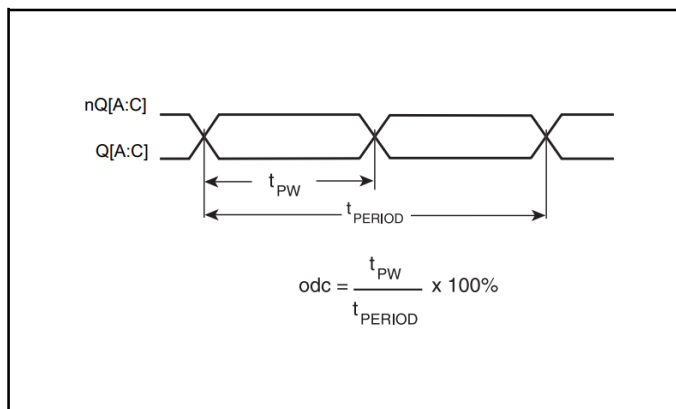 nQ[A:C]
Q[A:C]
tPW
tPERIOD
odc = tPW / tPERIOD x 100%